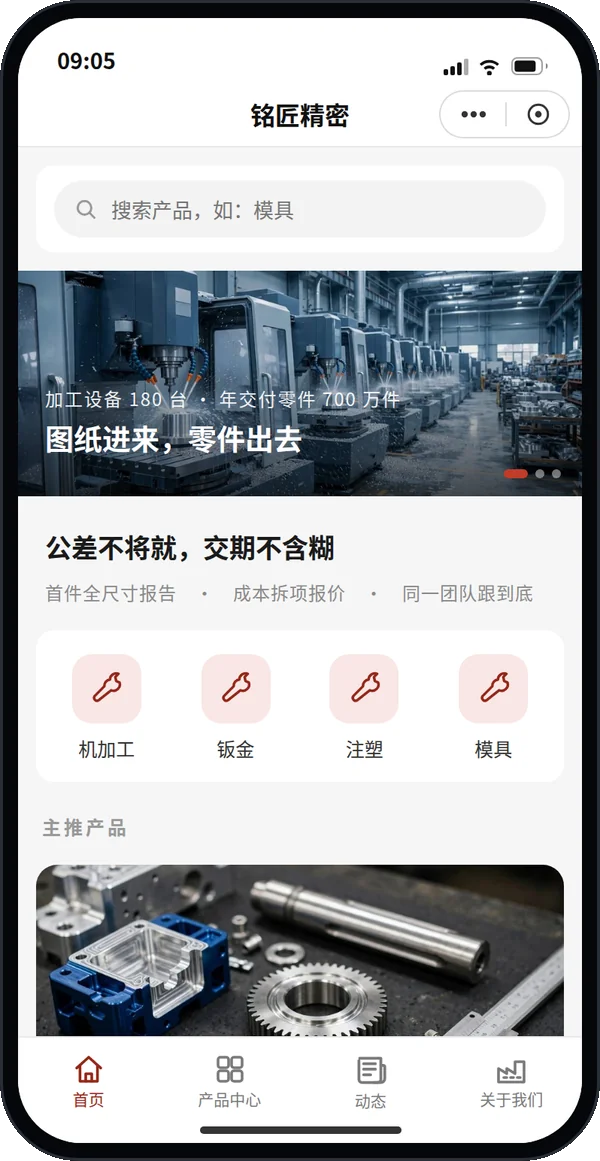 09:05
铭匠精密
搜索产品，如：模具
加工设备 180 台 · 年交付零件 700 万件
图纸进来，零件出去
公差不将就，交期不含糊
首件全尺寸报告 · 成本拆项报价 · 同一团队跟到底
机加工 钣金 注塑 模具
主推产品
首页 产品中心 动态 关于我们